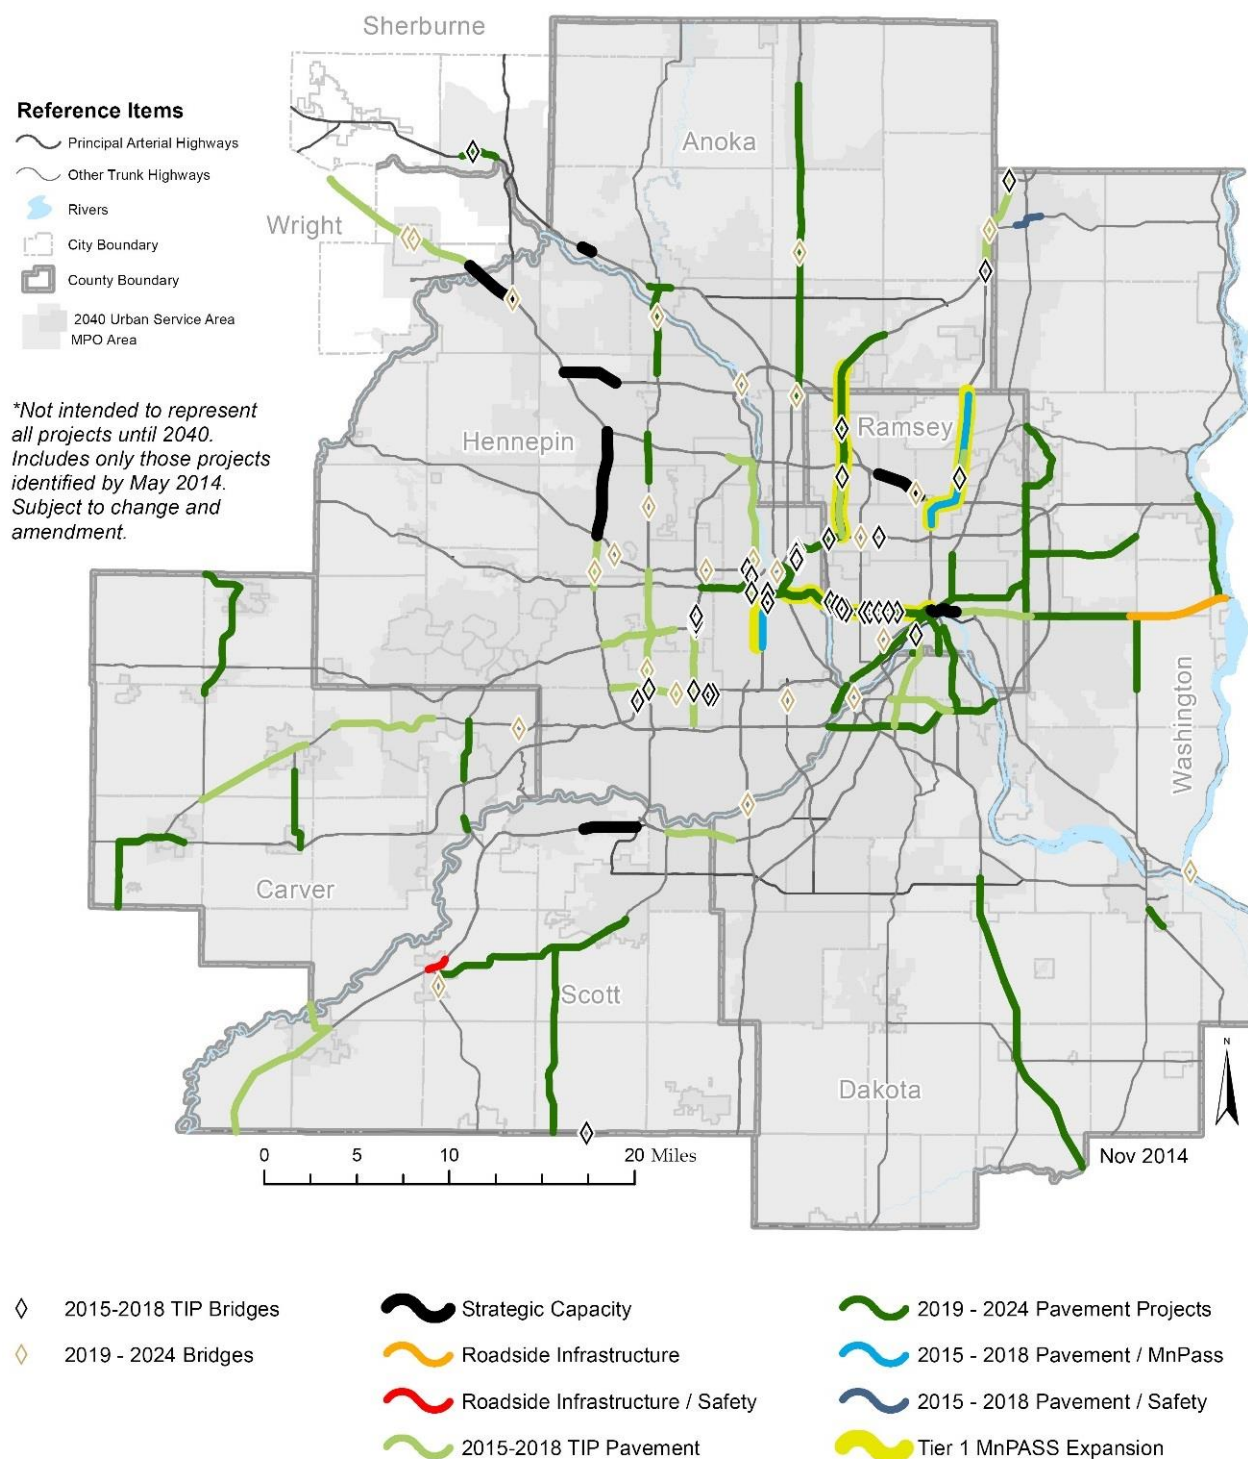 Sherburne
Reference Items
Principal Arterial Highways
Anoka
Other Trunk Highways
Rivers
Wright
City Boundary
County Boundary
2040 Urban Service Area
MPO Area
*Not intended to represent
all projects until 2040.
Includes only those projects
identified by May 2014.
Subject to change and
amendment.
Hennepin
Ramsey
Washington
Carver
Scott
Dakota
N
Nov 2014
0 5 10 20 Miles
2015-2018 TIP Bridges
2019 - 2024 Bridges
Strategic Capacity
Roadside Infrastructure
Roadside Infrastructure / Safety
2015-2018 TIP Pavement
2019 - 2024 Pavement Projects
2015 - 2018 Pavement / MnPass
2015 - 2018 Pavement / Safety
Tier 1 MnPASS Expansion